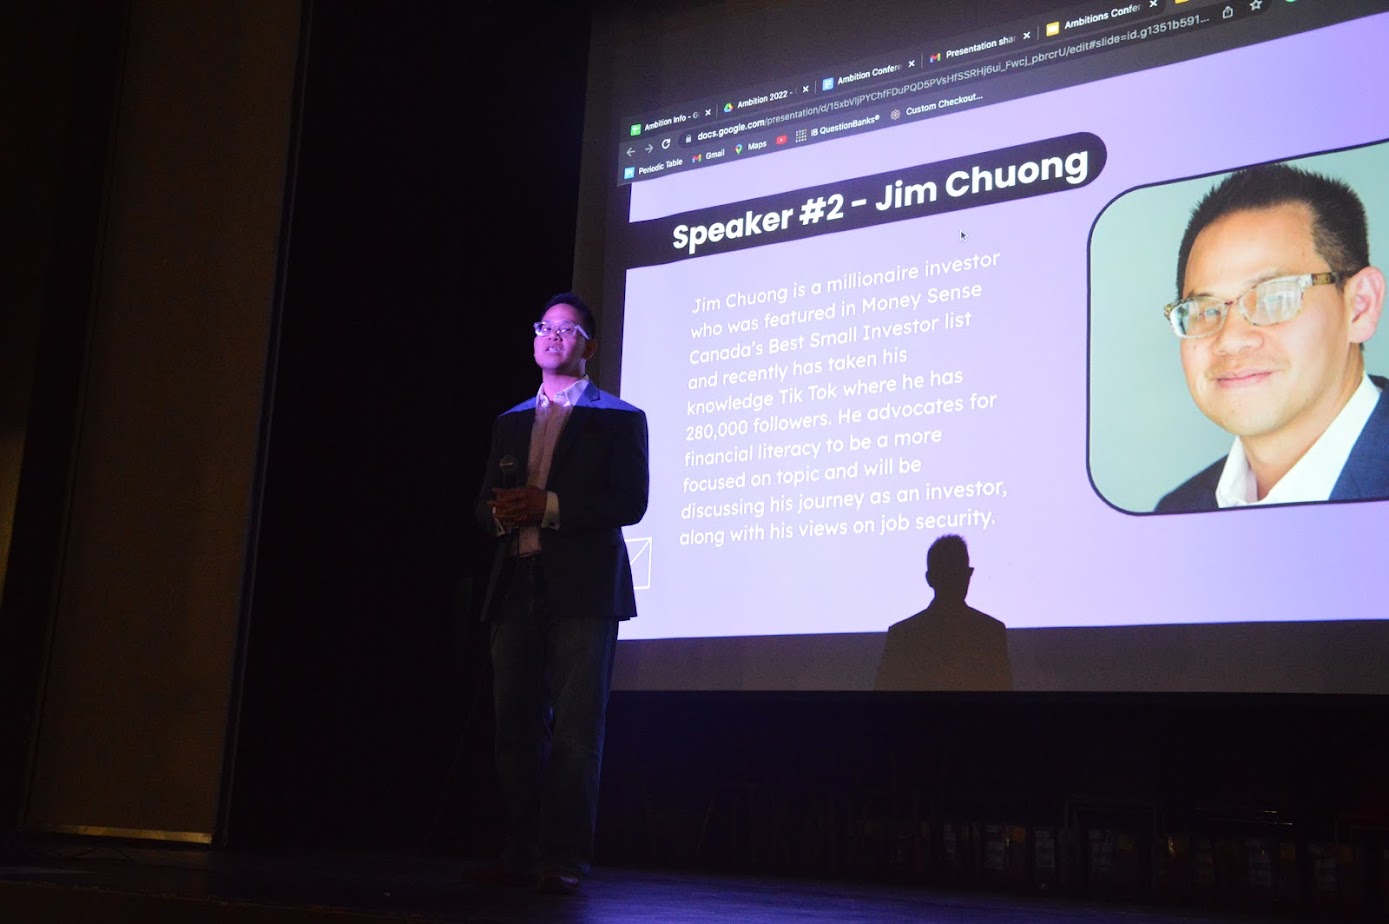 Ambition Info - G
Ambition 2022 -
Ambition Confere
Presentation sha
Ambitions Confer
docs.google.com/presentation/d/15xbVljPYChfFDuPQD5PVsHfSSRHj6ui_Fwcj_pbrcrU/edit#slide=id.g1351b591...
Periodic Table Gmail Maps IB QuestionBanks® Custom Checkout...
Speaker #2 - Jim Chuong
Jim Chuong is a millionaire investor
who was featured in Money Sense
Canada's Best Small Investor list
and recently has taken his
knowledge Tik Tok where he has
280,000 followers. He advocates for
financial literacy to be a more
focused on topic and will be
discussing his journey as an investor,
along with his views on job security.